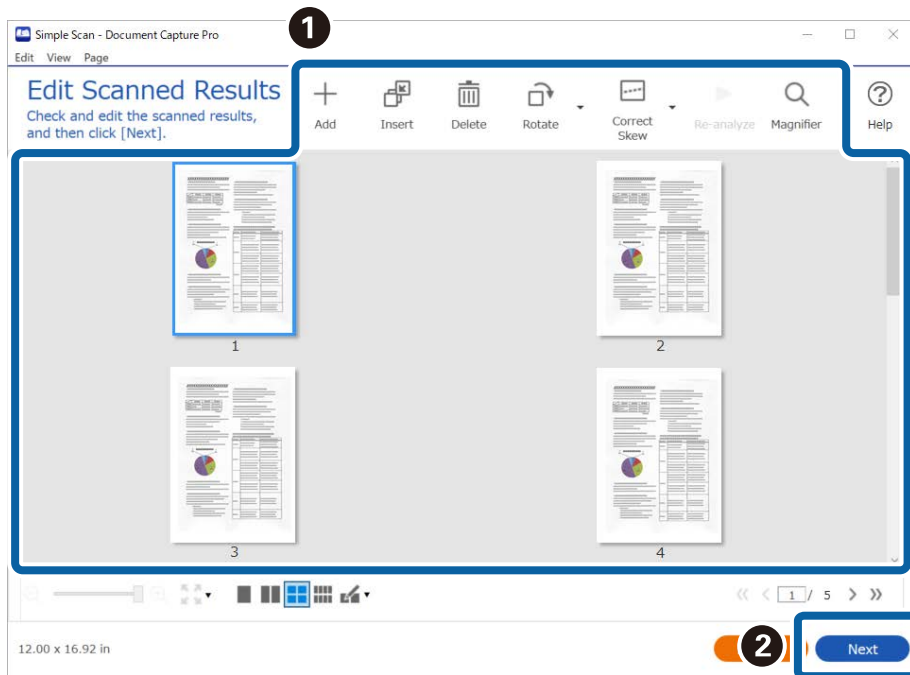 Simple Scan - Document Capture Pro
1
Edit View Page
Edit Scanned Results
Check and edit the scanned results,
and then click [Next].
Add
Insert
Delete
Rotate
Correct
Skew
Re-analyze
Magnifier
Help
1
2
3
4
1 / 5
12.00 x 16.92 in
2
Next